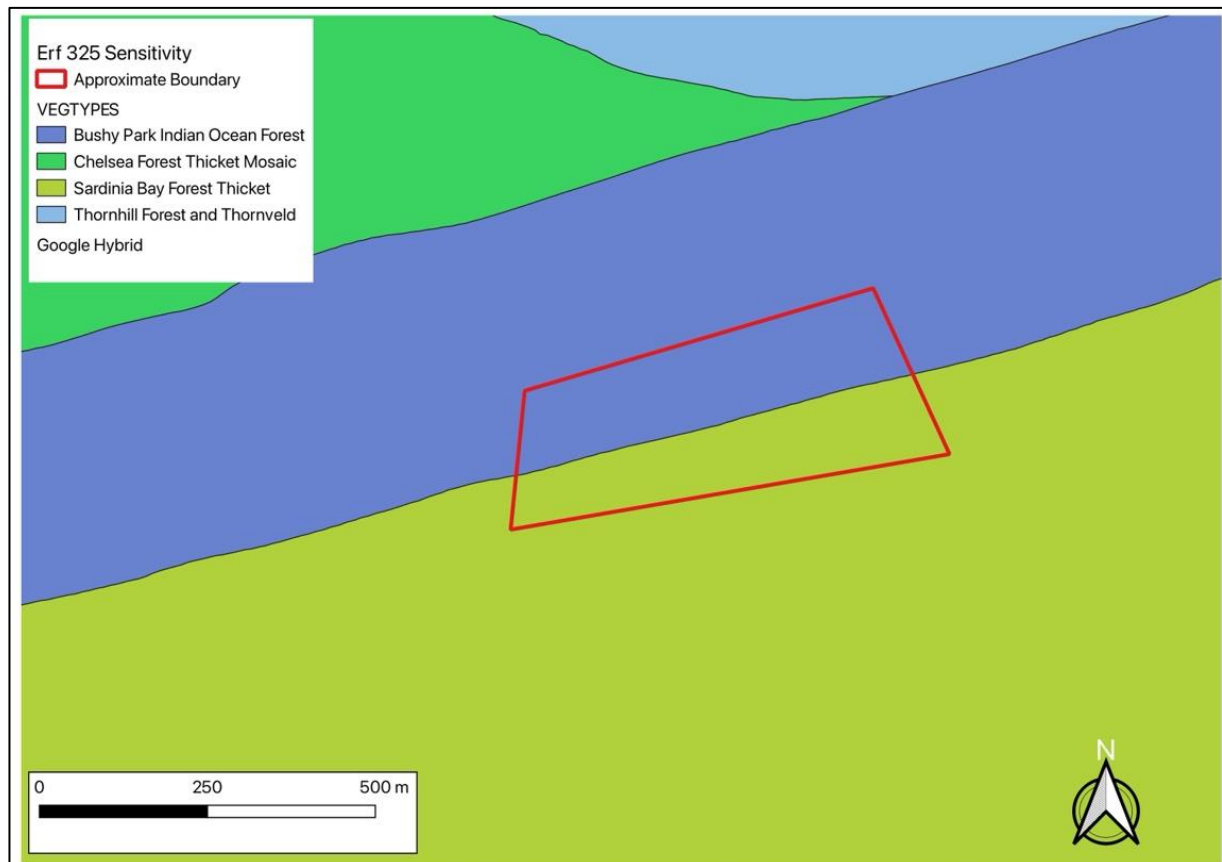 Erf 325 Sensitivity
Approximate Boundary
VEGTYPES
Bushy Park Indian Ocean Forest
Chelsea Forest Thicket Mosaic
Sardinia Bay Forest Thicket
Thornhill Forest and Thornveld
Google Hybrid
0 250 500 m
N